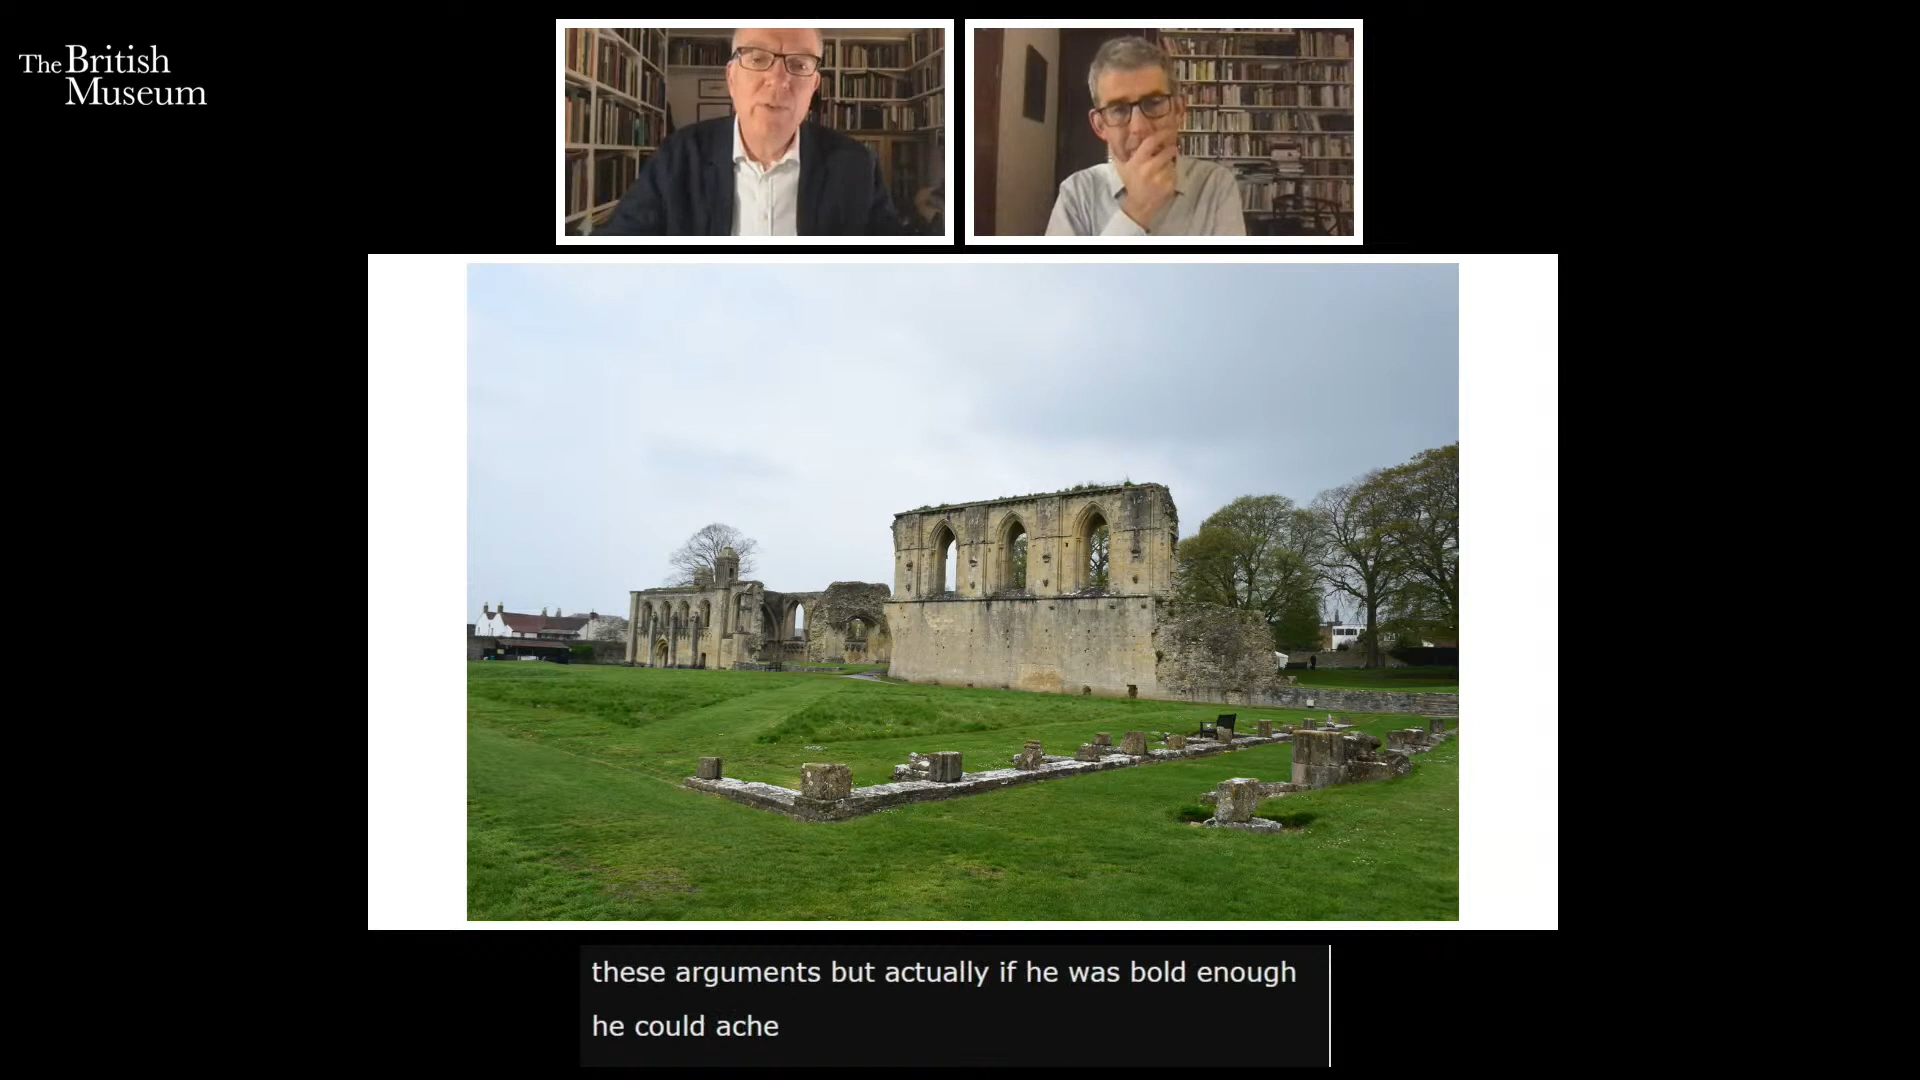 The British
Museum
these arguments but actually if he was bold enough
he could ache